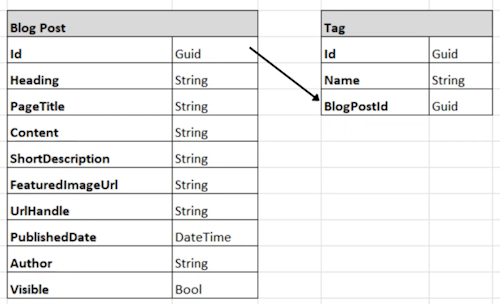 Blog Post
Id Guid
Heading String
PageTitle String
Content String
ShortDescription String
FeaturedImageUrl String
UrlHandle String
PublishedDate DateTime
Author String
Visible Bool
Tag
Id Guid
Name String
BlogPostId Guid